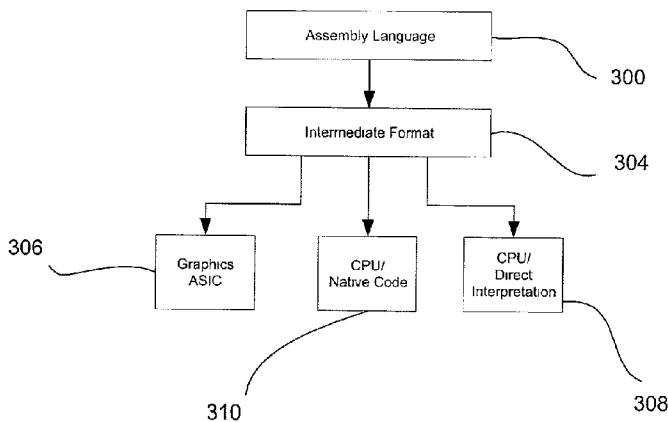 Assembly Language
300
Intermediate Format
304
306
Graphics
ASIC
CPU/
Native Code
CPU/
Direct
Interpretation
310
308